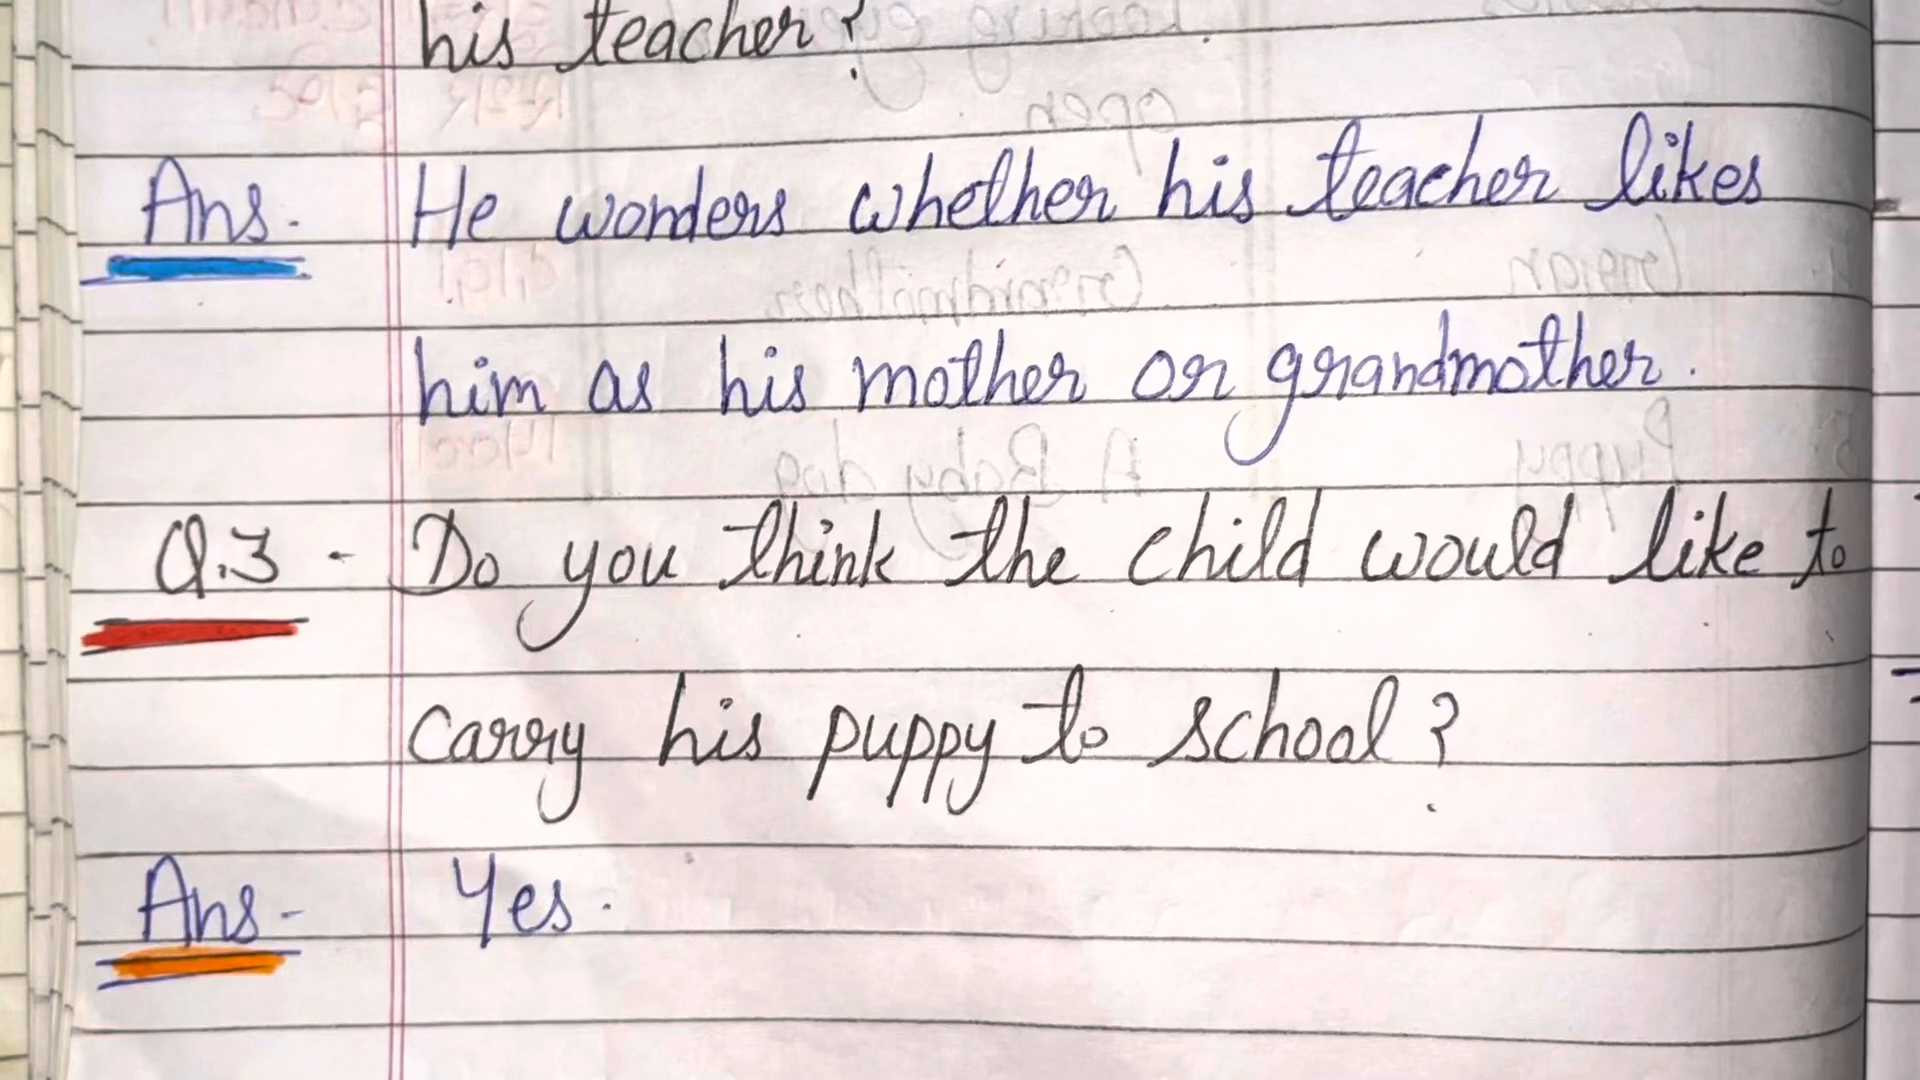 his teacher?
Ans. He wonders whether his teacher likes
him as his mother or grandmother.
Q.3 - Do you think the child would like to
carry his puppy to school?
Ans- Yes.